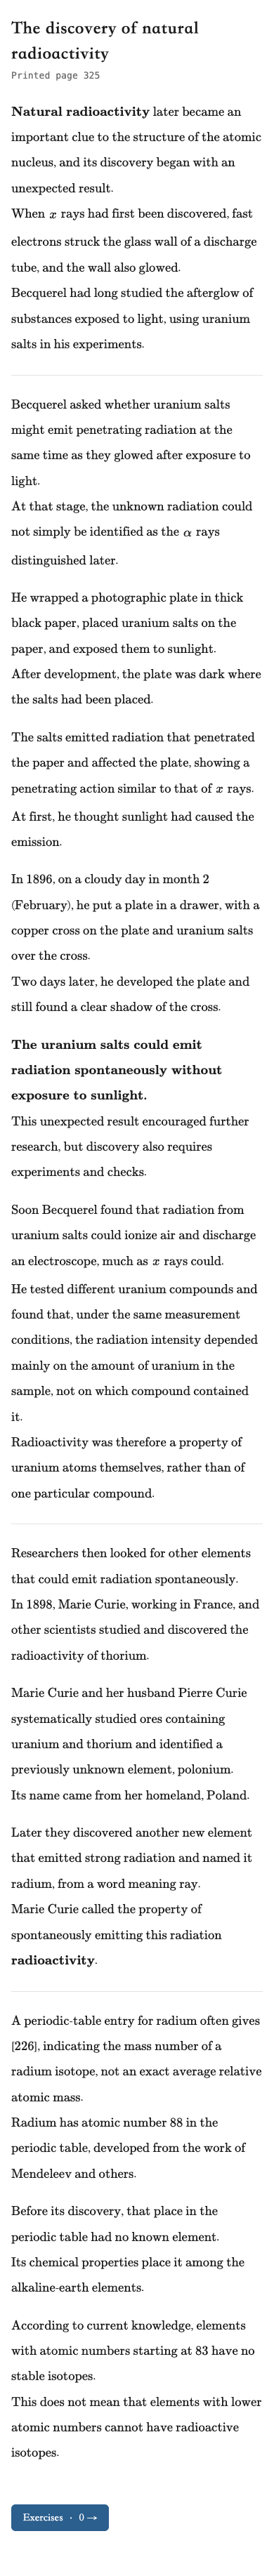 The discovery of natural
radioactivity
Printed page 325
Natural radioactivity later became an
important clue to the structure of the atomic
nucleus, and its discovery began with an
unexpected result.
When x rays had first been discovered, fast
electrons struck the glass wall of a discharge
tube, and the wall also glowed.
Becquerel had long studied the afterglow of
substances exposed to light, using uranium
salts in his experiments.
Becquerel asked whether uranium salts
might emit penetrating radiation at the
same time as they glowed after exposure to
light.
At that stage, the unknown radiation could
not simply be identified as the α rays
distinguished later.
He wrapped a photographic plate in thick
black paper, placed uranium salts on the
paper, and exposed them to sunlight.
After development, the plate was dark where
the salts had been placed.
The salts emitted radiation that penetrated
the paper and affected the plate, showing a
penetrating action similar to that of x rays.
At first, he thought sunlight had caused the
emission.
In 1896, on a cloudy day in month 2
(February), he put a plate in a drawer, with a
copper cross on the plate and uranium salts
over the cross.
Two days later, he developed the plate and
still found a clear shadow of the cross.
The uranium salts could emit
radiation spontaneously without
exposure to sunlight.
This unexpected result encouraged further
research, but discovery also requires
experiments and checks.
Soon Becquerel found that radiation from
uranium salts could ionize air and discharge
an electroscope, much as x rays could.
He tested different uranium compounds and
found that, under the same measurement
conditions, the radiation intensity depended
mainly on the amount of uranium in the
sample, not on which compound contained
it.
Radioactivity was therefore a property of
uranium atoms themselves, rather than of
one particular compound.
Researchers then looked for other elements
that could emit radiation spontaneously.
In 1898, Marie Curie, working in France, and
other scientists studied and discovered the
radioactivity of thorium.
Marie Curie and her husband Pierre Curie
systematically studied ores containing
uranium and thorium and identified a
previously unknown element, polonium.
Its name came from her homeland, Poland.
Later they discovered another new element
that emitted strong radiation and named it
radium, from a word meaning ray.
Marie Curie called the property of
spontaneously emitting this radiation
radioactivity.
A periodic-table entry for radium often gives
[226], indicating the mass number of a
radium isotope, not an exact average relative
atomic mass.
Radium has atomic number 88 in the
periodic table, developed from the work of
Mendeleev and others.
Before its discovery, that place in the
periodic table had no known element.
Its chemical properties place it among the
alkaline-earth elements.
According to current knowledge, elements
with atomic numbers starting at 83 have no
stable isotopes.
This does not mean that elements with lower
atomic numbers cannot have radioactive
isotopes.
Exercises · 0 →